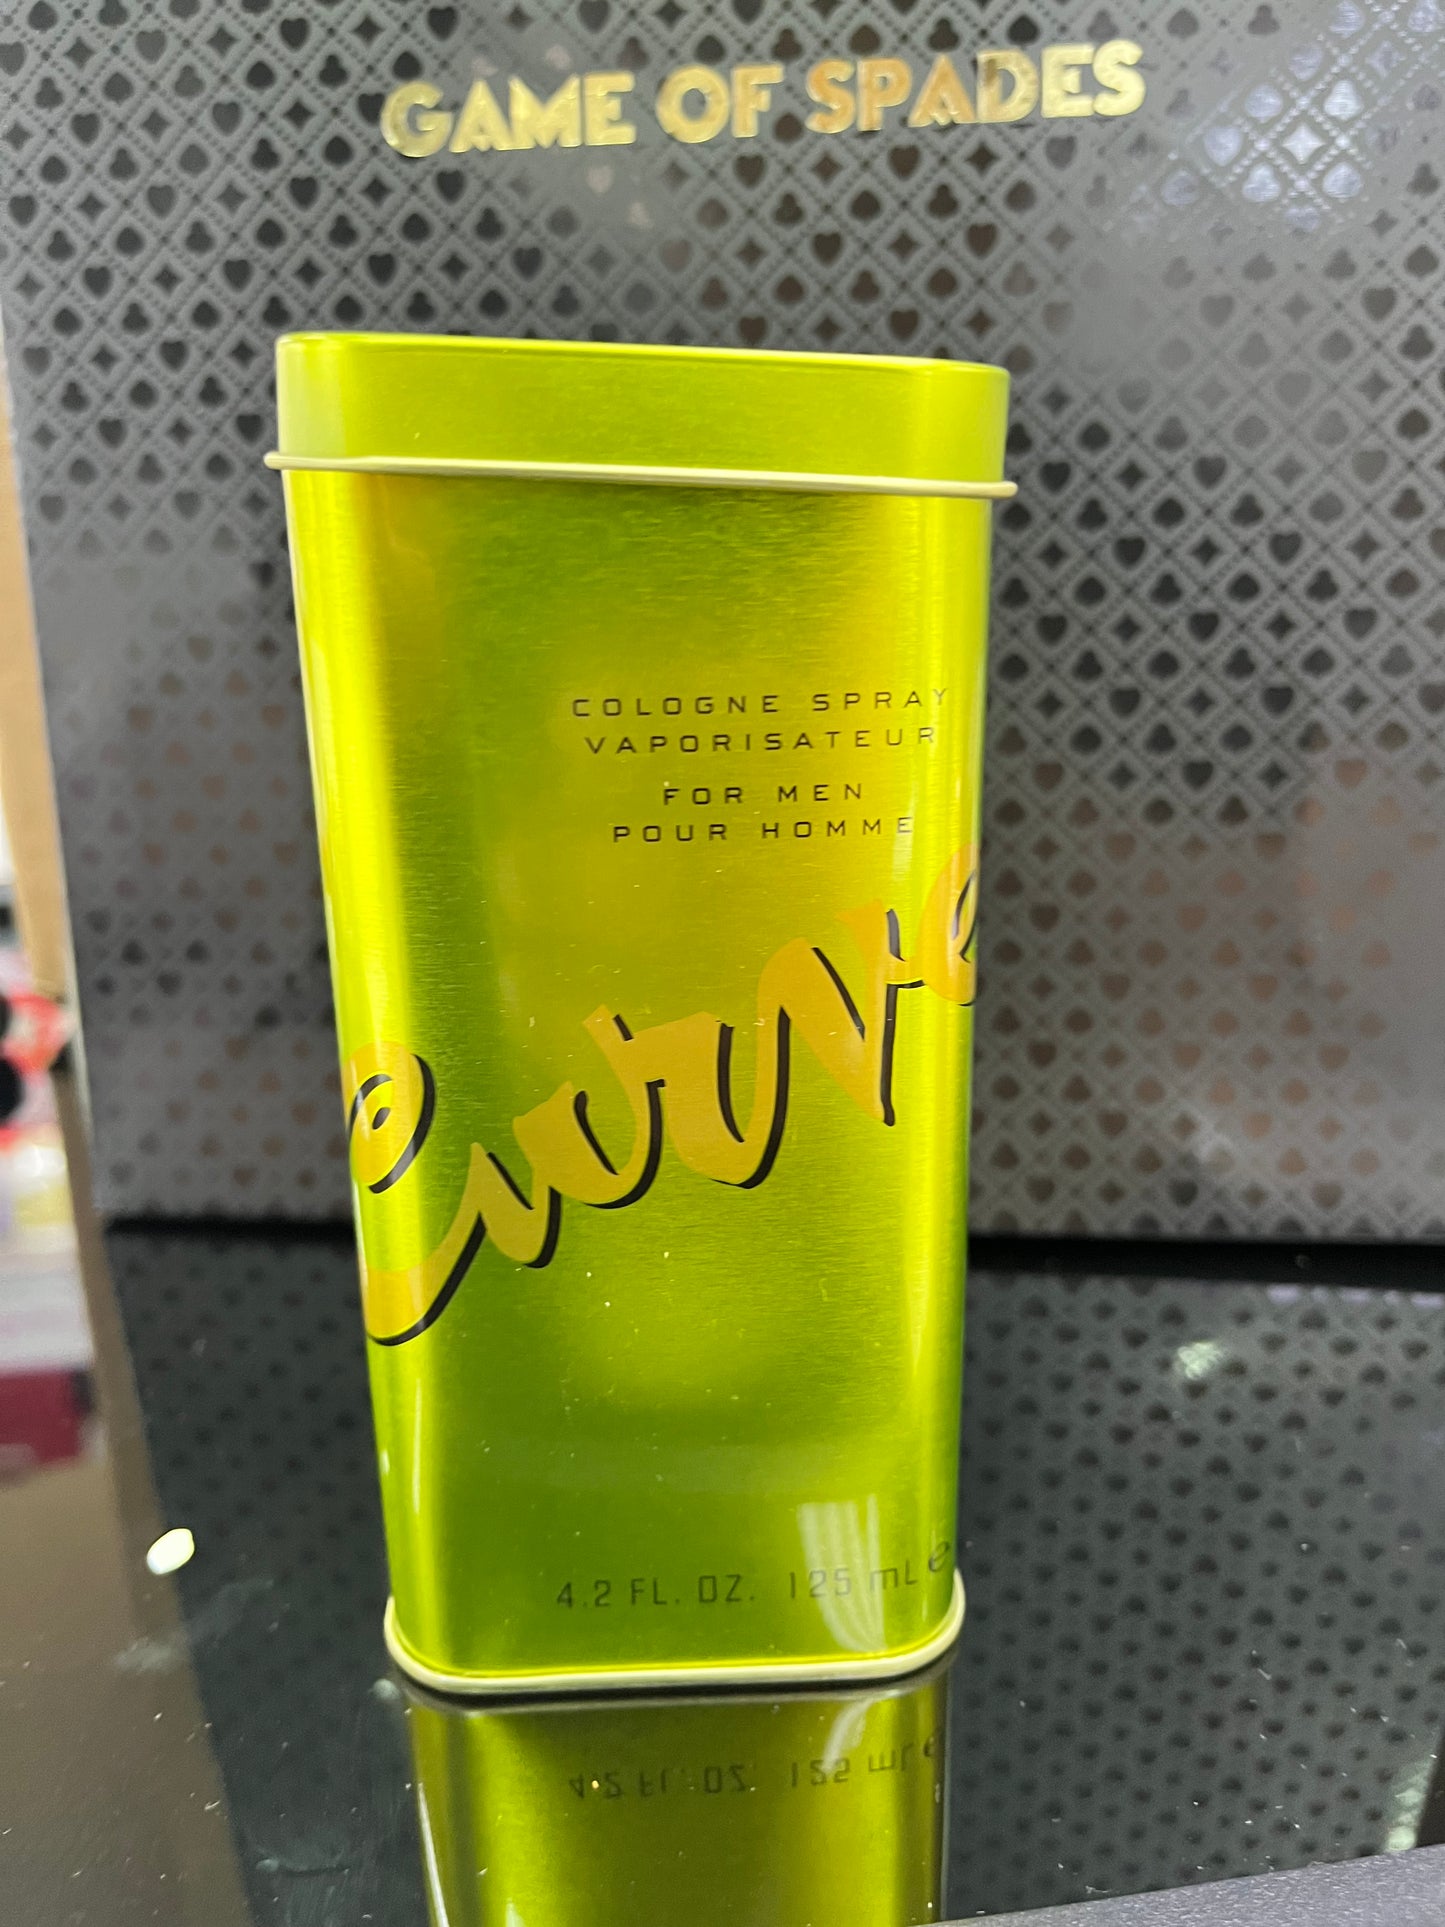 GAME OF SPADES
COLOGNE SPRAY
VAPORISATEUR
FOR MEN
POUR HOMME
curve
4.2 FL. OZ. 125 mL e